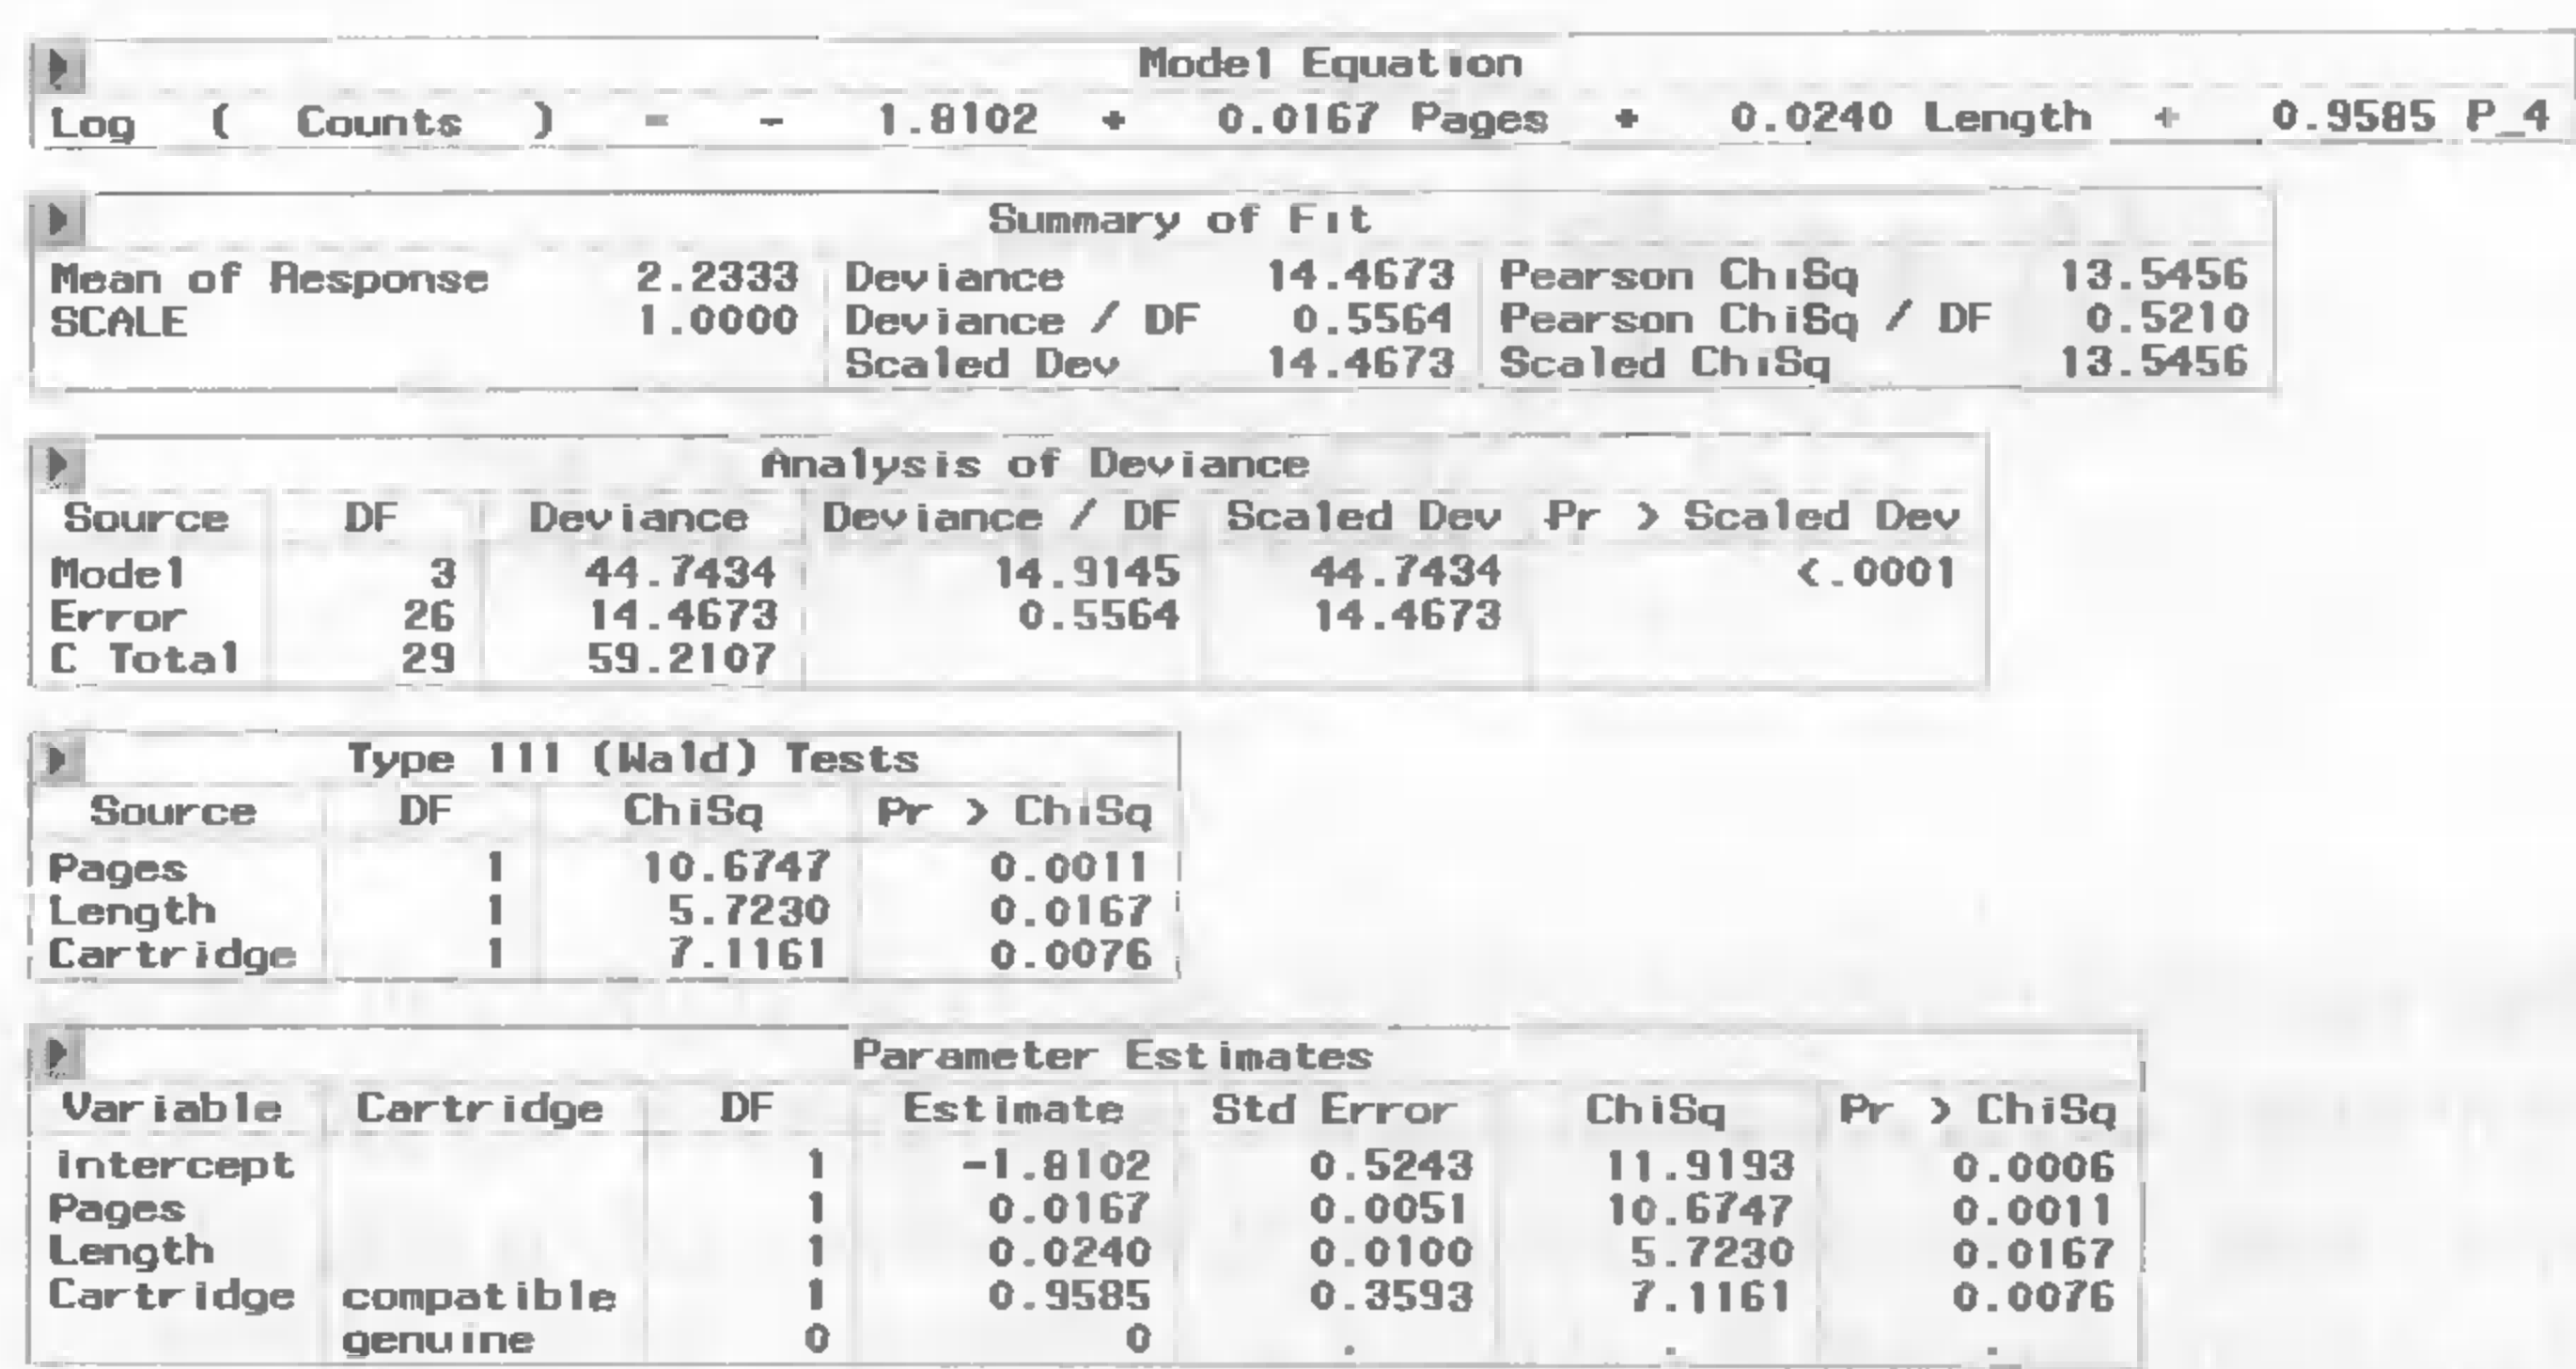 Model Equation
Log ( Counts ) = - 1.8102 + 0.0167 Pages + 0.0240 Length + 0.9585 P_4
Summary of Fit
Mean of Response 2.2333 Deviance 14.4673 Pearson ChiSq 13.5456
SCALE 1.0000 Deviance / DF 0.5564 Pearson ChiSq / DF 0.5210
Scaled Dev 14.4673 Scaled ChiSq 13.5456
Analysis of Deviance
Source DF Deviance Deviance / DF Scaled Dev Pr > Scaled Dev
Model 3 44.7434 14.9145 44.7434 <.0001
Error 26 14.4673 0.5564 14.4673
C Total 29 59.2107
Type III (Wald) Tests
Source DF ChiSq Pr > ChiSq
Pages 1 10.6747 0.0011
Length 1 5.7230 0.0167
Cartridge 1 7.1161 0.0076
Parameter Estimates
Variable Cartridge DF Estimate Std Error ChiSq Pr > ChiSq
Intercept 1 -1.8102 0.5243 11.9193 0.0006
Pages 1 0.0167 0.0051 10.6747 0.0011
Length 1 0.0240 0.0100 5.7230 0.0167
Cartridge compatible 1 0.9585 0.3593 7.1161 0.0076
genuine 0 0 . . .